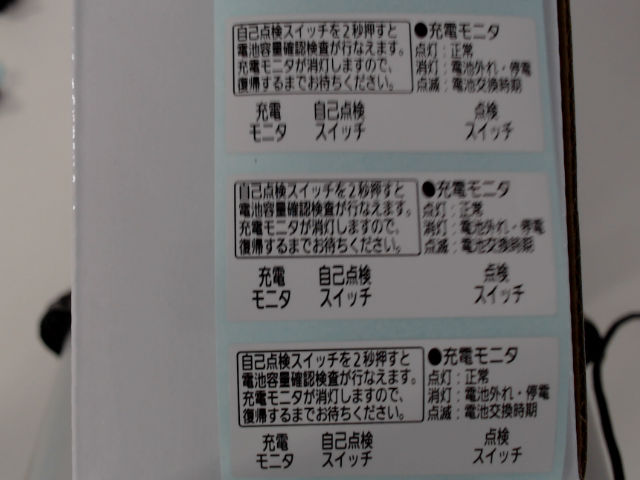 自己点検スイッチを2秒押すと
電池容量確認検査が行なえます。
充電モニタが消灯しますので、
復帰するまでお待ちください。
●充電モニタ
点灯:正常
消灯:電池外れ・停電
点滅:電池交換時期
充電
モニタ
自己点検
スイッチ
点検
スイッチ
自己点検スイッチを2秒押すと
電池容量確認検査が行なえます。
充電モニタが消灯しますので、
復帰するまでお待ちください。
●充電モニタ
点灯:正常
消灯:電池外れ・停電
点滅:電池交換時期
充電
モニタ
自己点検
スイッチ
点検
スイッチ
自己点検スイッチを2秒押すと
電池容量確認検査が行なえます。
充電モニタが消灯しますので、
復帰するまでお待ちください。
●充電モニタ
点灯:正常
消灯:電池外れ・停電
点滅:電池交換時期
充電
モニタ
自己点検
スイッチ
点検
スイッチ